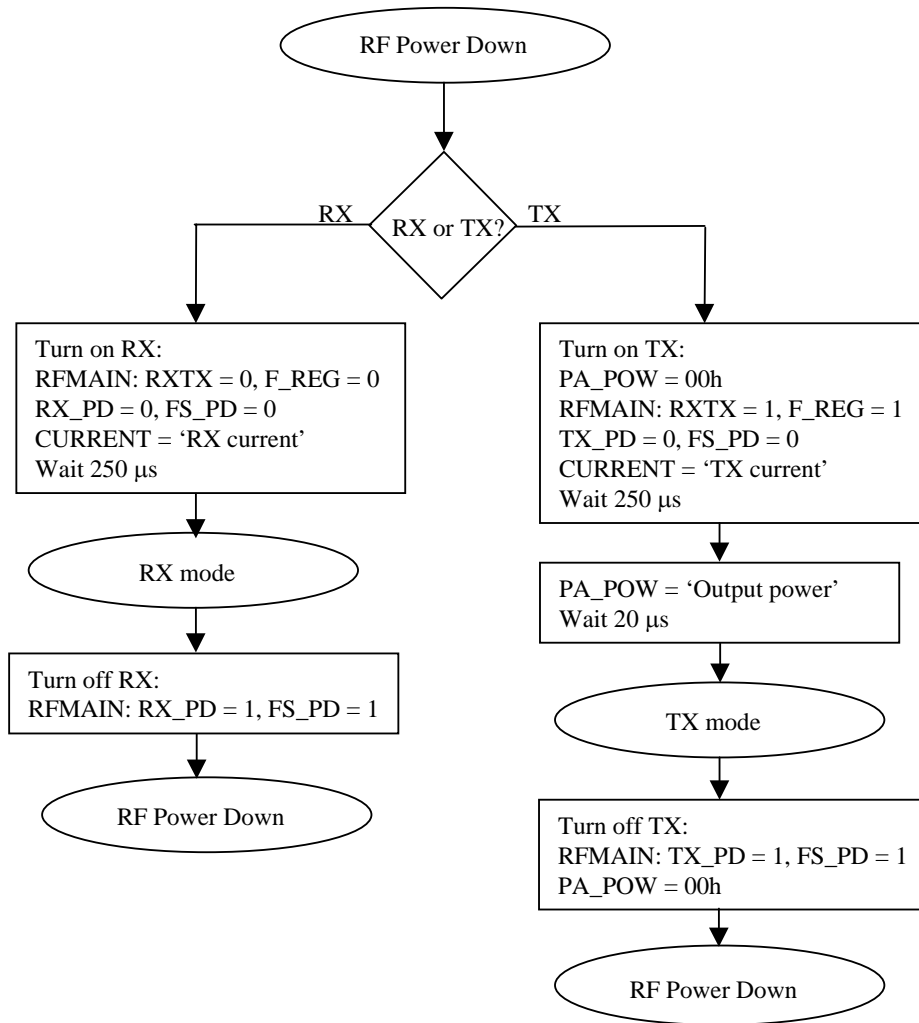 RF Power Down
RX or TX?
RX
TX
Turn on RX:
RFMAIN: RXTX = 0, F_REG = 0
RX_PD = 0, FS_PD = 0
CURRENT = ‘RX current’
Wait 250 µs
RX mode
Turn off RX:
RFMAIN: RX_PD = 1, FS_PD = 1
RF Power Down
Turn on TX:
PA_POW = 00h
RFMAIN: RXTX = 1, F_REG = 1
TX_PD = 0, FS_PD = 0
CURRENT = ‘TX current’
Wait 250 µs
PA_POW = ‘Output power’
Wait 20 µs
TX mode
Turn off TX:
RFMAIN: TX_PD = 1, FS_PD = 1
PA_POW = 00h
RF Power Down